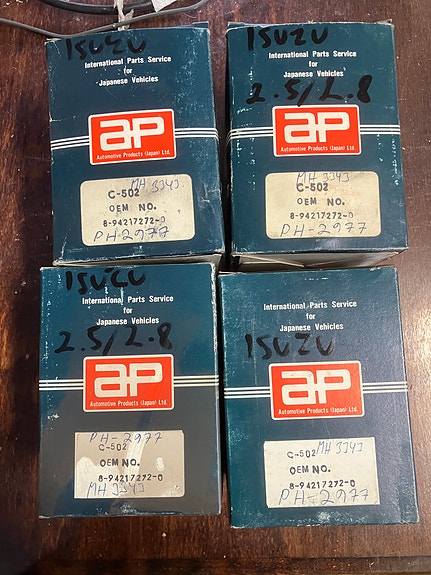 ISUZU
International Parts Service
for
Japanese Vehicles
ap
Automotive Products (Japan) Ltd.
MH 3343
C-502
OEM NO.
8-94217272-0
PH-2977
ISUZU
International Parts Service
for
Japanese Vehicles
2.5/2.8
ap
Automotive Products (Japan) Ltd.
MH 3343
C-502
OEM NO.
8-94217272-0
PH-2977
ISUZU
International Parts Service
for
Japanese Vehicles
2.5/2.8
ap
Automotive Products (Japan) Ltd.
PH-2977
C-502
OEM NO.
8-94217272-0
MH 3343
International Parts Service
for
Japanese Vehicles
ISUZU
ap
Automotive Products (Japan) Ltd.
C-502 MH 3343
OEM NO.
8-94217272-0
PH-2977